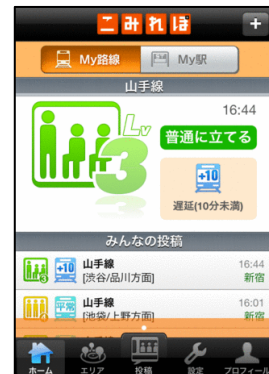 こみれぽ
+
My路線 My駅
山手線
16:44
Lv3
普通に立てる
+10
遅延(10分未満)
みんなの投稿
+10 山手線 16:44
[渋谷/品川方面] 新宿
平常 山手線 16:01
[池袋/上野方面] 新宿
ホーム エリア 投稿 設定 プロフィール